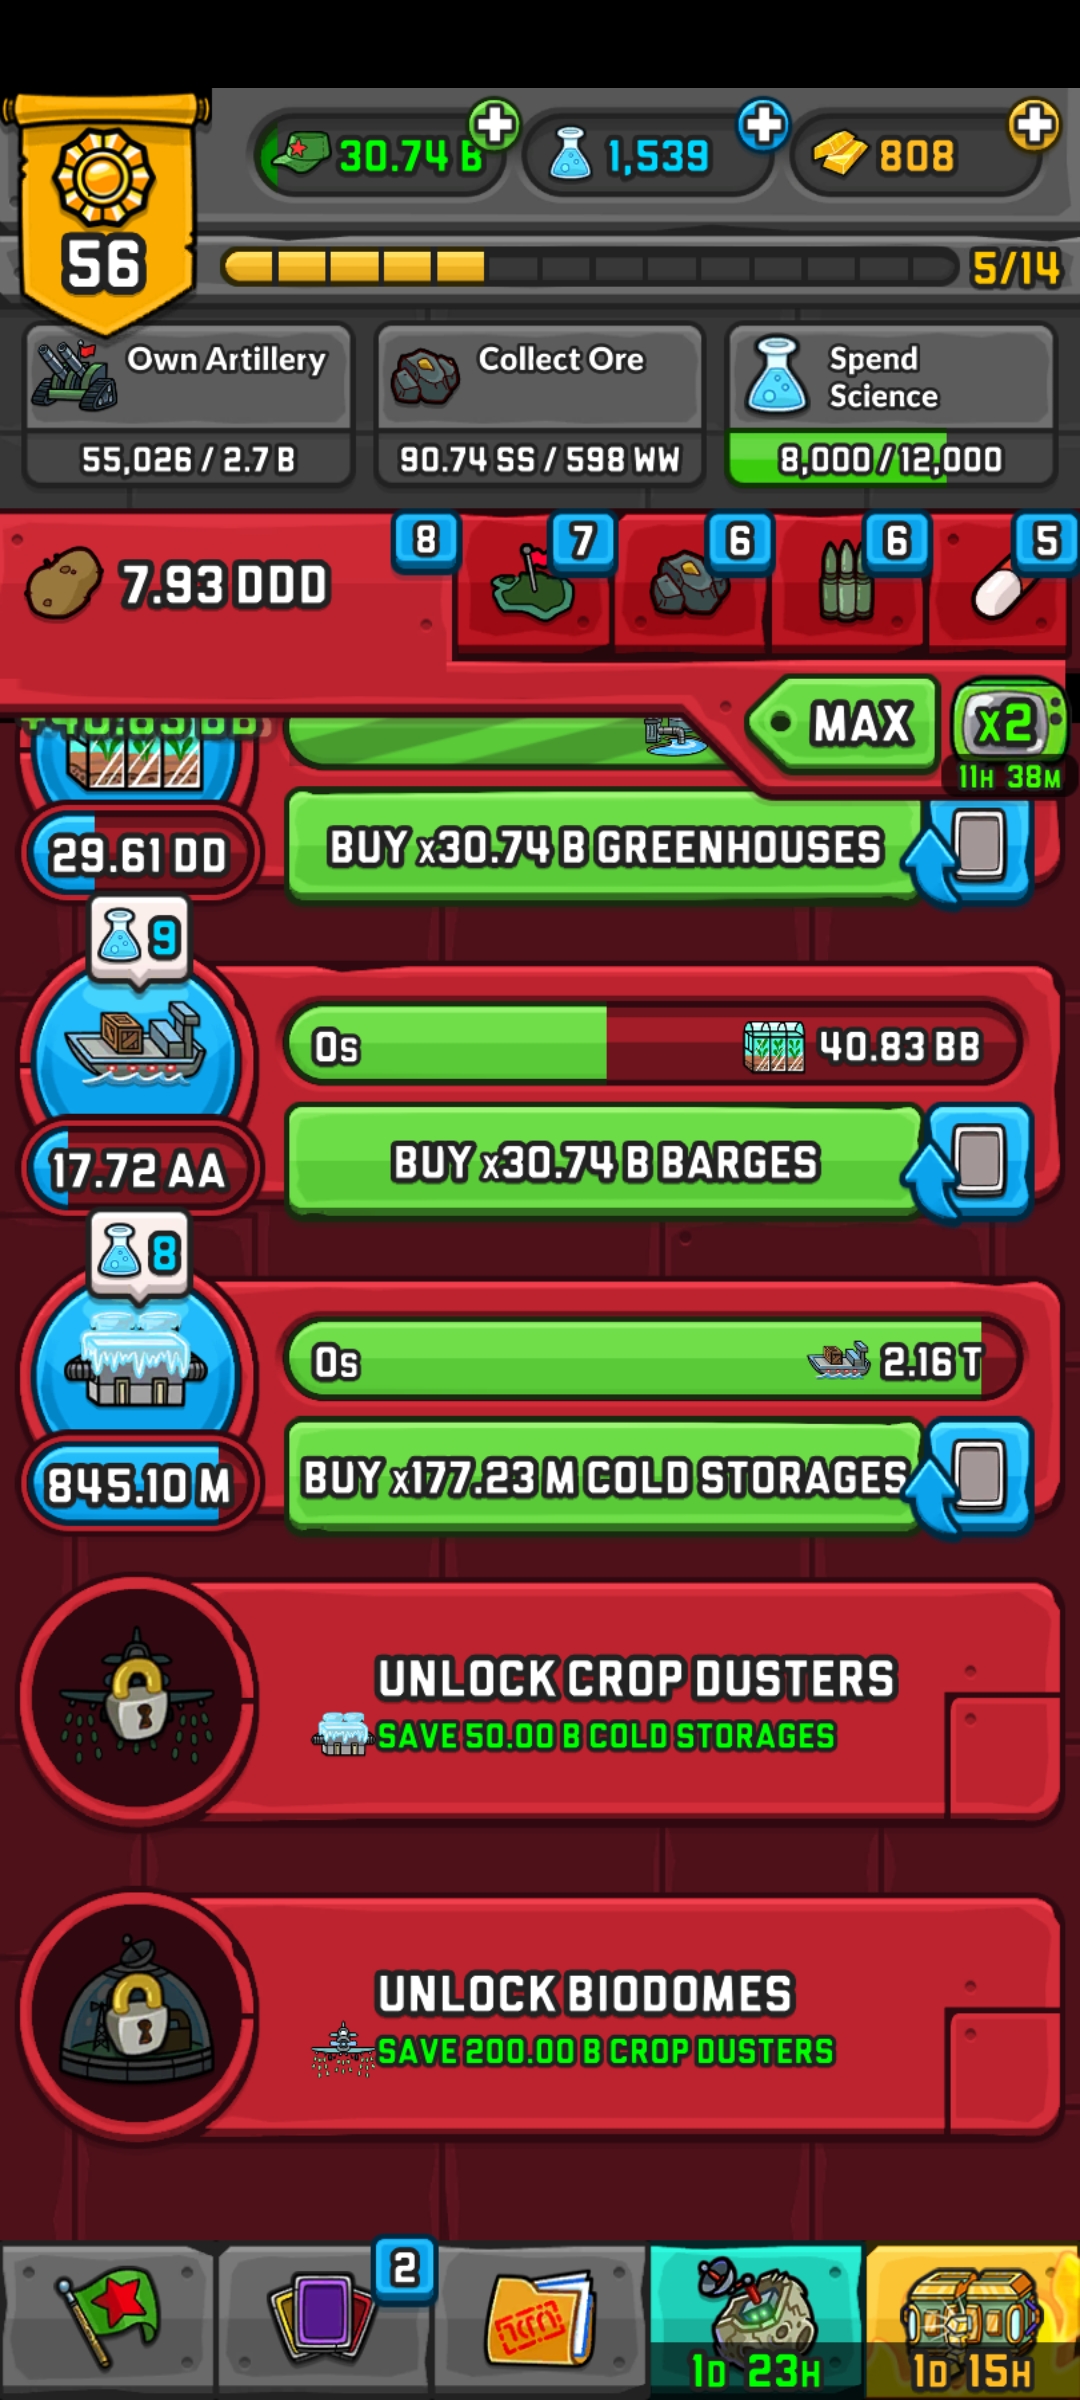 30.74 B
1,539
808
56
5/14
Own Artillery
55,026 / 2.7 B
Collect Ore
90.74 SS / 598 WW
Spend
Science
8,000 / 12,000
7.93 DDD
8
7
6
6
5
MAX
X2
11H 38M
+40.83 BB
29.61 DD
BUY x30.74 B GREENHOUSES
9
0s
40.83 BB
17.72 AA
BUY x30.74 B BARGES
8
0s
2.16 T
845.10 M
BUY x177.23 M COLD STORAGES
UNLOCK CROP DUSTERS
SAVE 50.00 B COLD STORAGES
UNLOCK BIODOMES
SAVE 200.00 B CROP DUSTERS
2
1D 23H
1D 15H